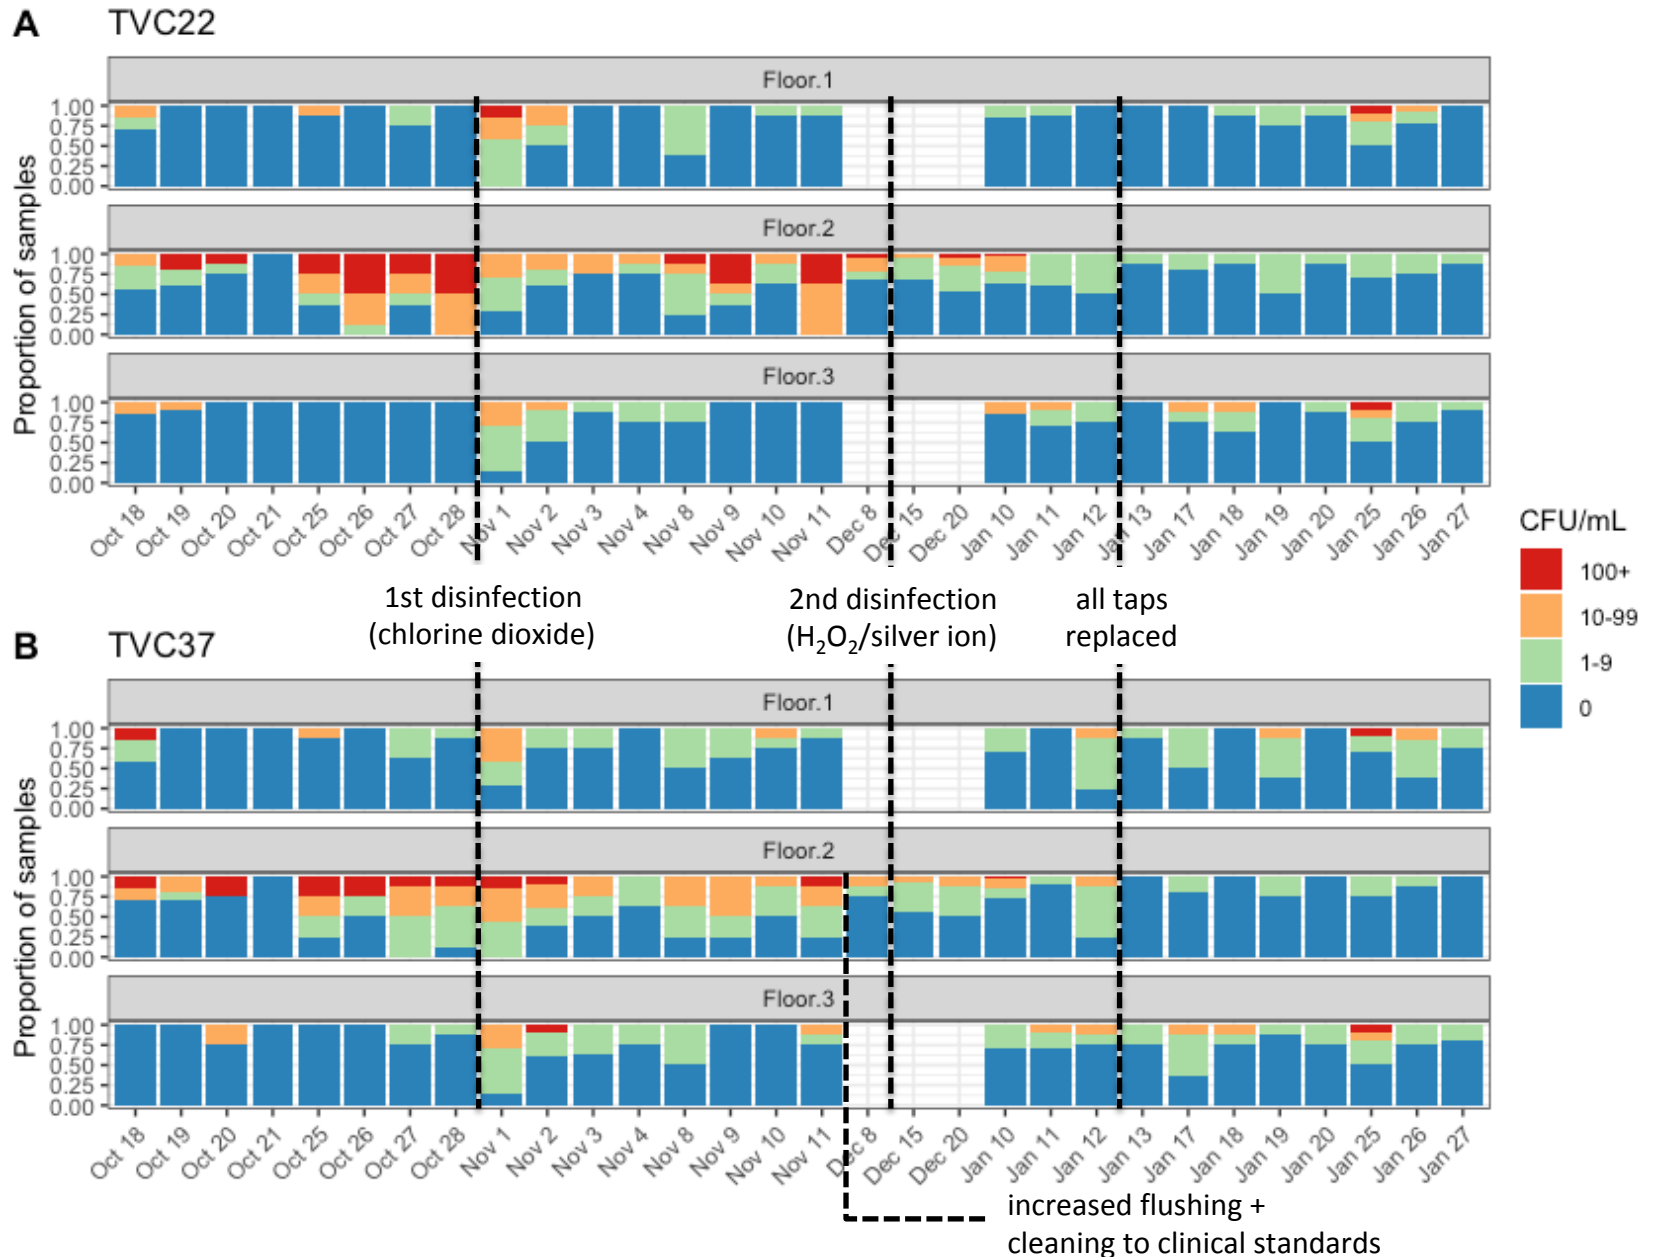 A TVC22
Floor.1
1.00
0.75
0.50
0.25
0.00
Floor.2
1.00
0.75
0.50
0.25
0.00
Floor.3
1.00
0.75
0.50
0.25
0.00
Proportion of samples
Oct 18 Oct 19 Oct 20 Oct 21 Oct 25 Oct 26 Oct 27 Oct 28 Nov 1 Nov 2 Nov 3 Nov 4 Nov 8 Nov 9 Nov 10 Nov 11 Dec 8 Dec 15 Dec 20 Jan 10 Jan 11 Jan 12 Jan 13 Jan 17 Jan 18 Jan 19 Jan 20 Jan 25 Jan 26 Jan 27
CFU/mL
100+
10-99
1-9
0
1st disinfection
(chlorine dioxide)
2nd disinfection
(H₂O₂/silver ion)
all taps
replaced
B TVC37
Floor.1
1.00
0.75
0.50
0.25
0.00
Floor.2
1.00
0.75
0.50
0.25
0.00
Floor.3
1.00
0.75
0.50
0.25
0.00
Proportion of samples
Oct 18 Oct 19 Oct 20 Oct 21 Oct 25 Oct 26 Oct 27 Oct 28 Nov 1 Nov 2 Nov 3 Nov 4 Nov 8 Nov 9 Nov 10 Nov 11 Dec 8 Dec 15 Dec 20 Jan 10 Jan 11 Jan 12 Jan 13 Jan 17 Jan 18 Jan 19 Jan 20 Jan 25 Jan 26 Jan 27
increased flushing +
cleaning to clinical standards